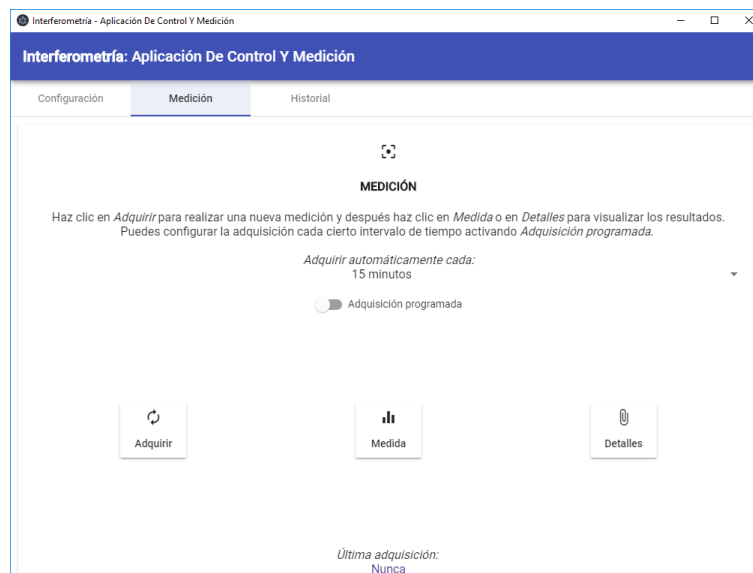 Interferometría - Aplicación De Control Y Medición
Interferometría: Aplicación De Control Y Medición
Configuración Medición Historial
MEDICIÓN
Haz clic en Adquirir para realizar una nueva medición y después haz clic en Medida o en Detalles para visualizar los resultados.
Puedes configurar la adquisición cada cierto intervalo de tiempo activando Adquisición programada.
Adquirir automáticamente cada:
15 minutos
Adquisición programada
Adquirir Medida Detalles
Última adquisición:
Nunca